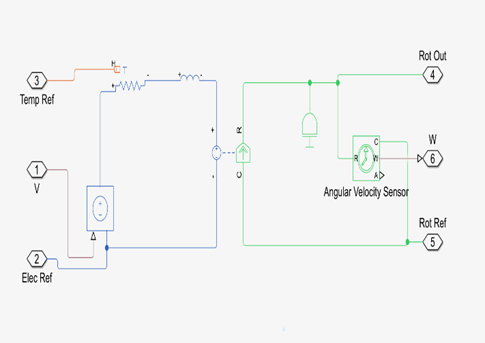 Rot Out
3
H
T
4
Temp Ref
+
-
+
-
+
R
W
1
C
R
W
6
V
-
C
A
Angular Velocity Sensor
+
-
Rot Ref
2
5
Elec Ref